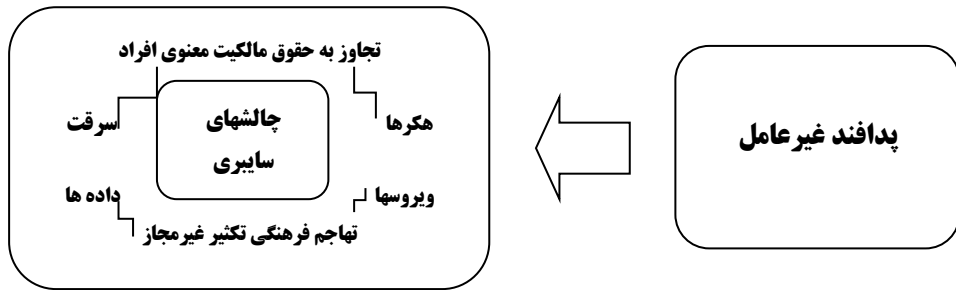 تجاوز به حقوق مالکیت معنوی افراد
هکرها
چالشهای
سایبری
سرقت
ویروسها
داده ها
تهاجم فرهنگی تکثیر غیرمجاز
پدافند غیرعامل